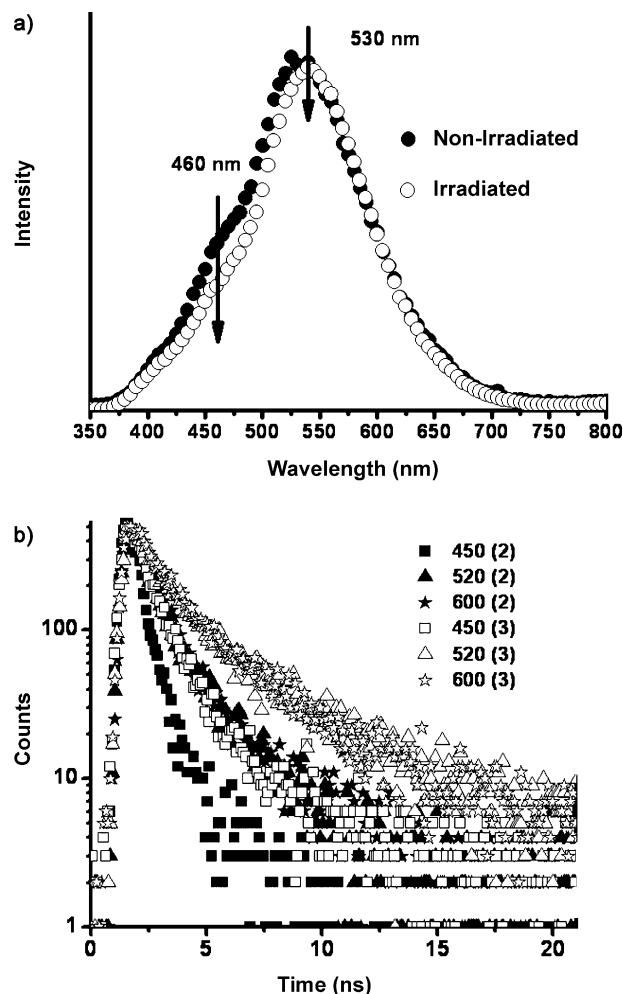 a)
530 nm
460 nm
Non-Irradiated
Irradiated
Intensity
350 400 450 500 550 600 650 700 750 800
Wavelength (nm)
b)
450 (2)
520 (2)
600 (2)
450 (3)
520 (3)
600 (3)
100
10
1
Counts
0 5 10 15 20
Time (ns)